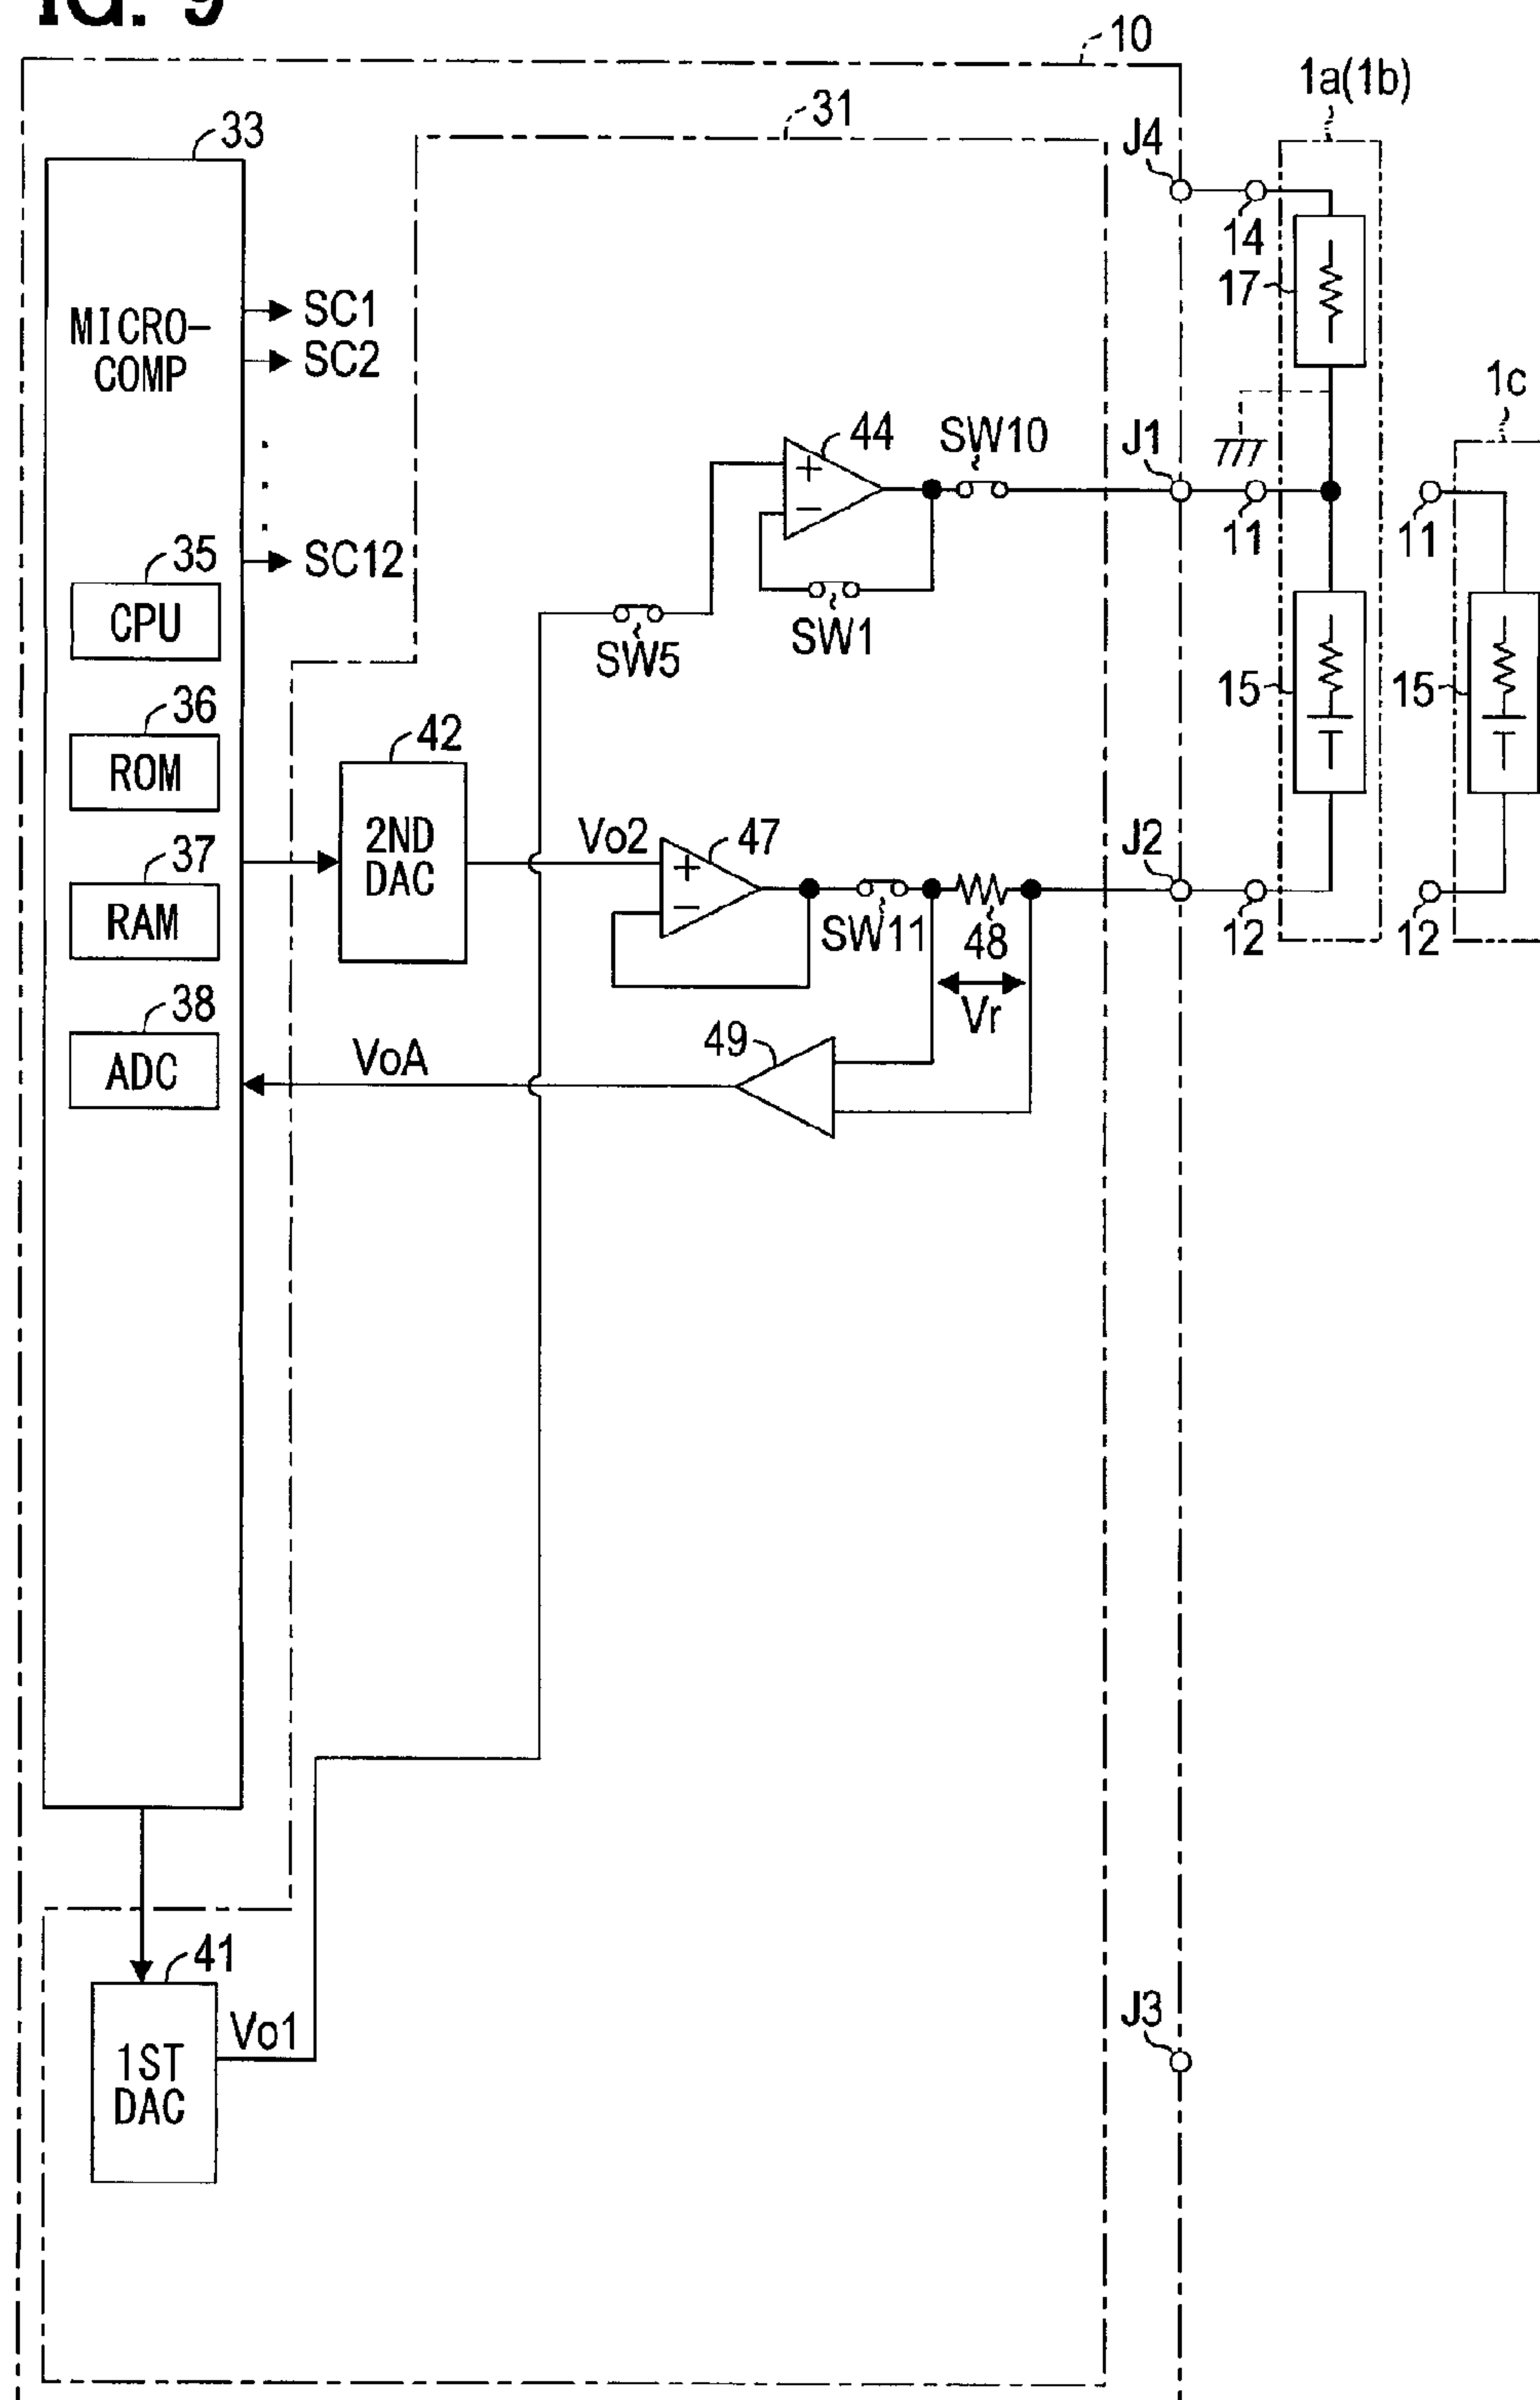 IG. 9
10
1a(1b)
31
33
J4
14
17
MICRO-
COMP
SC1
SC2
1c
44
SW10
J1
11
11
SC12
35
CPU
SW1
SW5
15
15
36
ROM
42
2ND
DAC
Vo2
47
J2
37
RAM
SW11
48
12
12
Vr
38
ADC
VoA
49
41
1ST
DAC
Vo1
J3